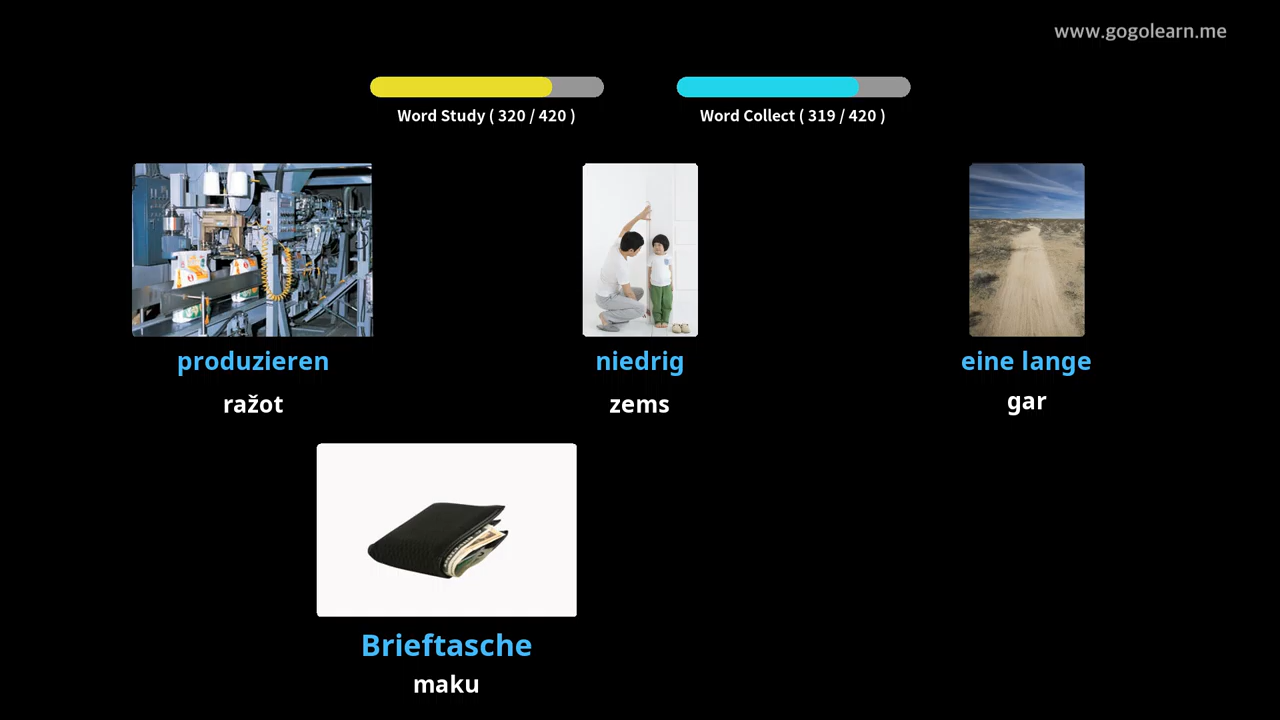 www.gogolearn.me
Word Study ( 320 / 420 )
Word Collect ( 319 / 420 )
produzieren
ražot
niedrig
zems
eine lange
gar
Brieftasche
maku